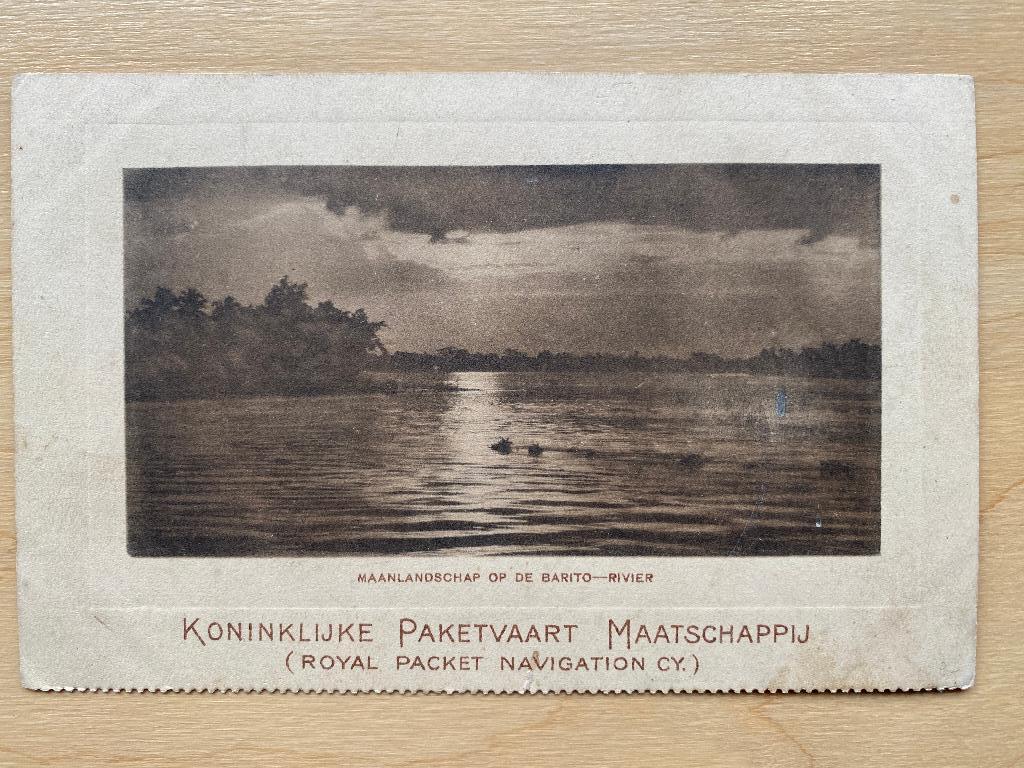 MAANLANDSCHAP OP DE BARITO—RIVIER
KONINKLIJKE PAKETVAART MAATSCHAPPIJ
(ROYAL PACKET NAVIGATION CY.)